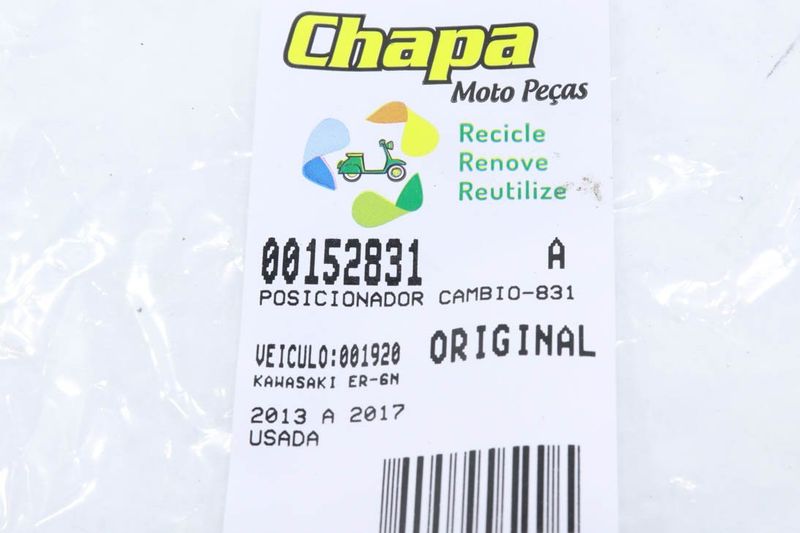 Chapa
Moto Peças
Recicle
Renove
Reutilize
00152831 A
POSICIONADOR CAMBIO-831
VEICULO:001920 ORIGINAL
KAWASAKI ER-6N
2013 A 2017
USADA